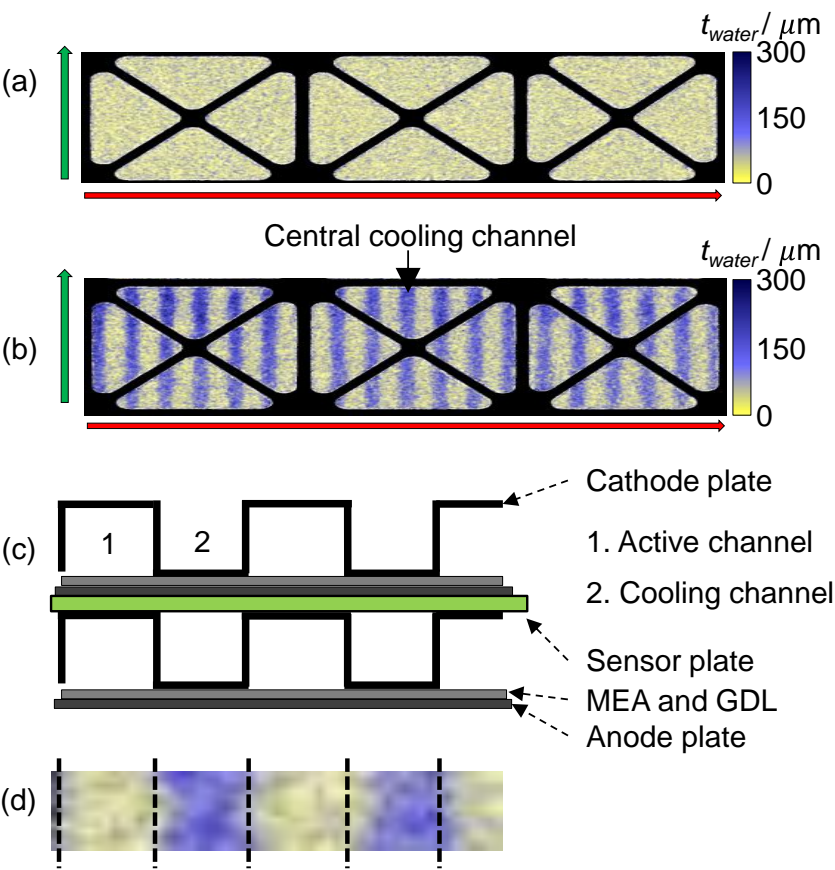 t_water / μm
(a)
300
150
0
Central cooling channel
t_water / μm
(b)
300
150
0
Cathode plate
(c)
1
2
1. Active channel
2. Cooling channel
Sensor plate
MEA and GDL
Anode plate
(d)